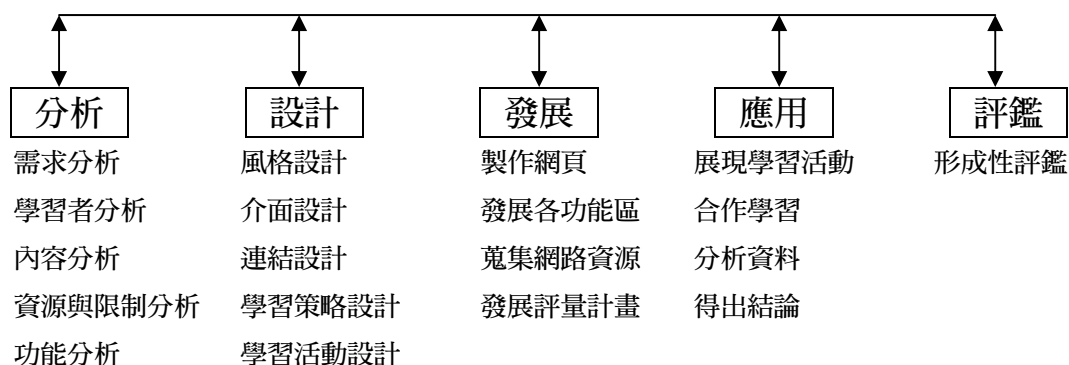 分析
需求分析
學習者分析
內容分析
資源與限制分析
功能分析
設計
風格設計
介面設計
連結設計
學習策略設計
學習活動設計
發展
製作網頁
發展各功能區
蒐集網路資源
發展評量計畫
應用
展現學習活動
合作學習
分析資料
得出結論
評鑑
形成性評鑑